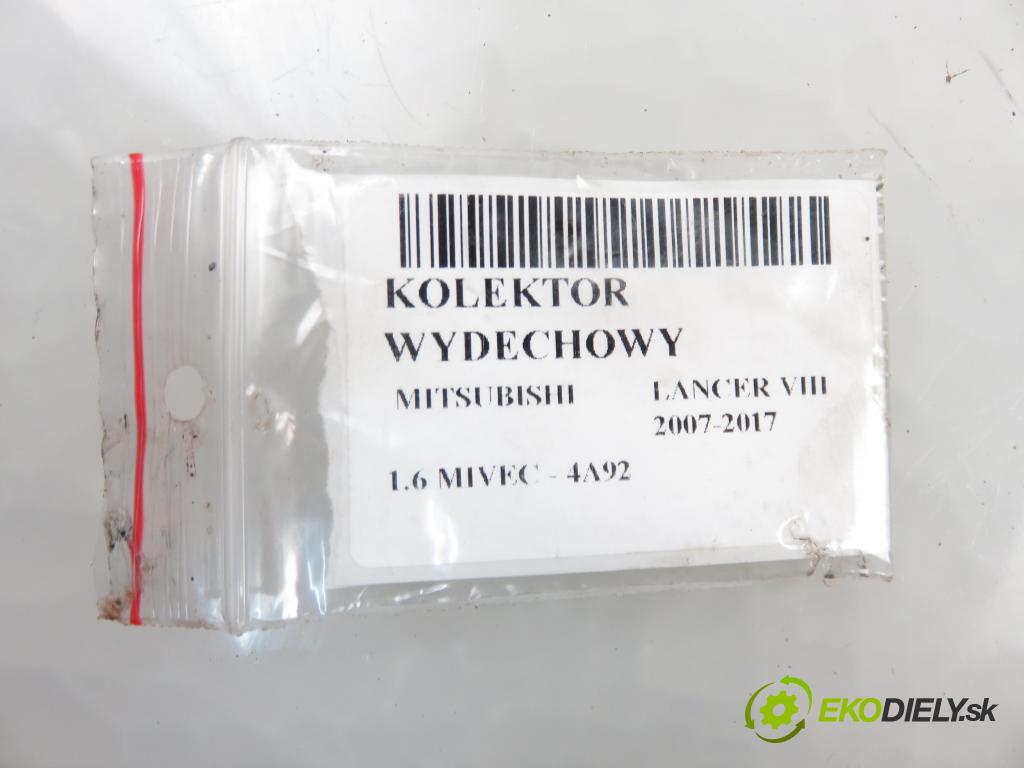 KOLEKTOR
WYDECHOWY
MITSUBISHI LANCER VIII
2007-2017
1.6 MIVEC - 4A92
EKODIELY.sk